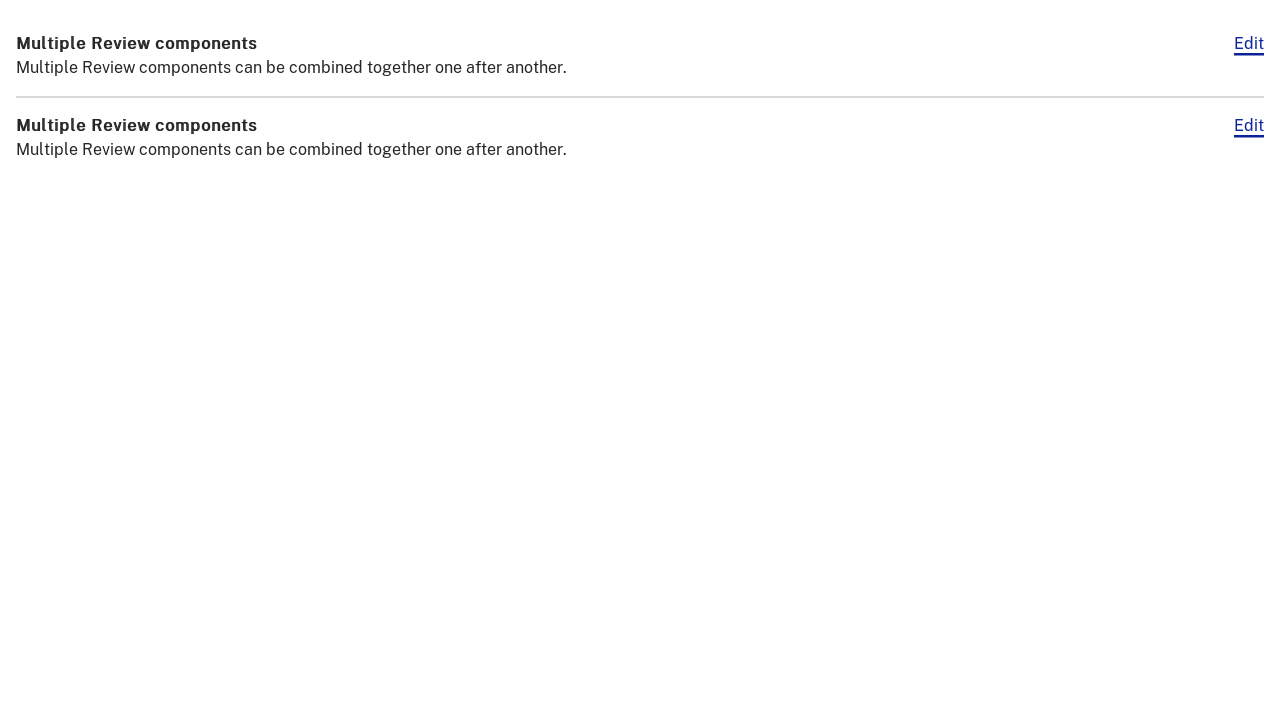 Multiple Review components
Edit
Multiple Review components can be combined together one after another.
Multiple Review components
Edit
Multiple Review components can be combined together one after another.